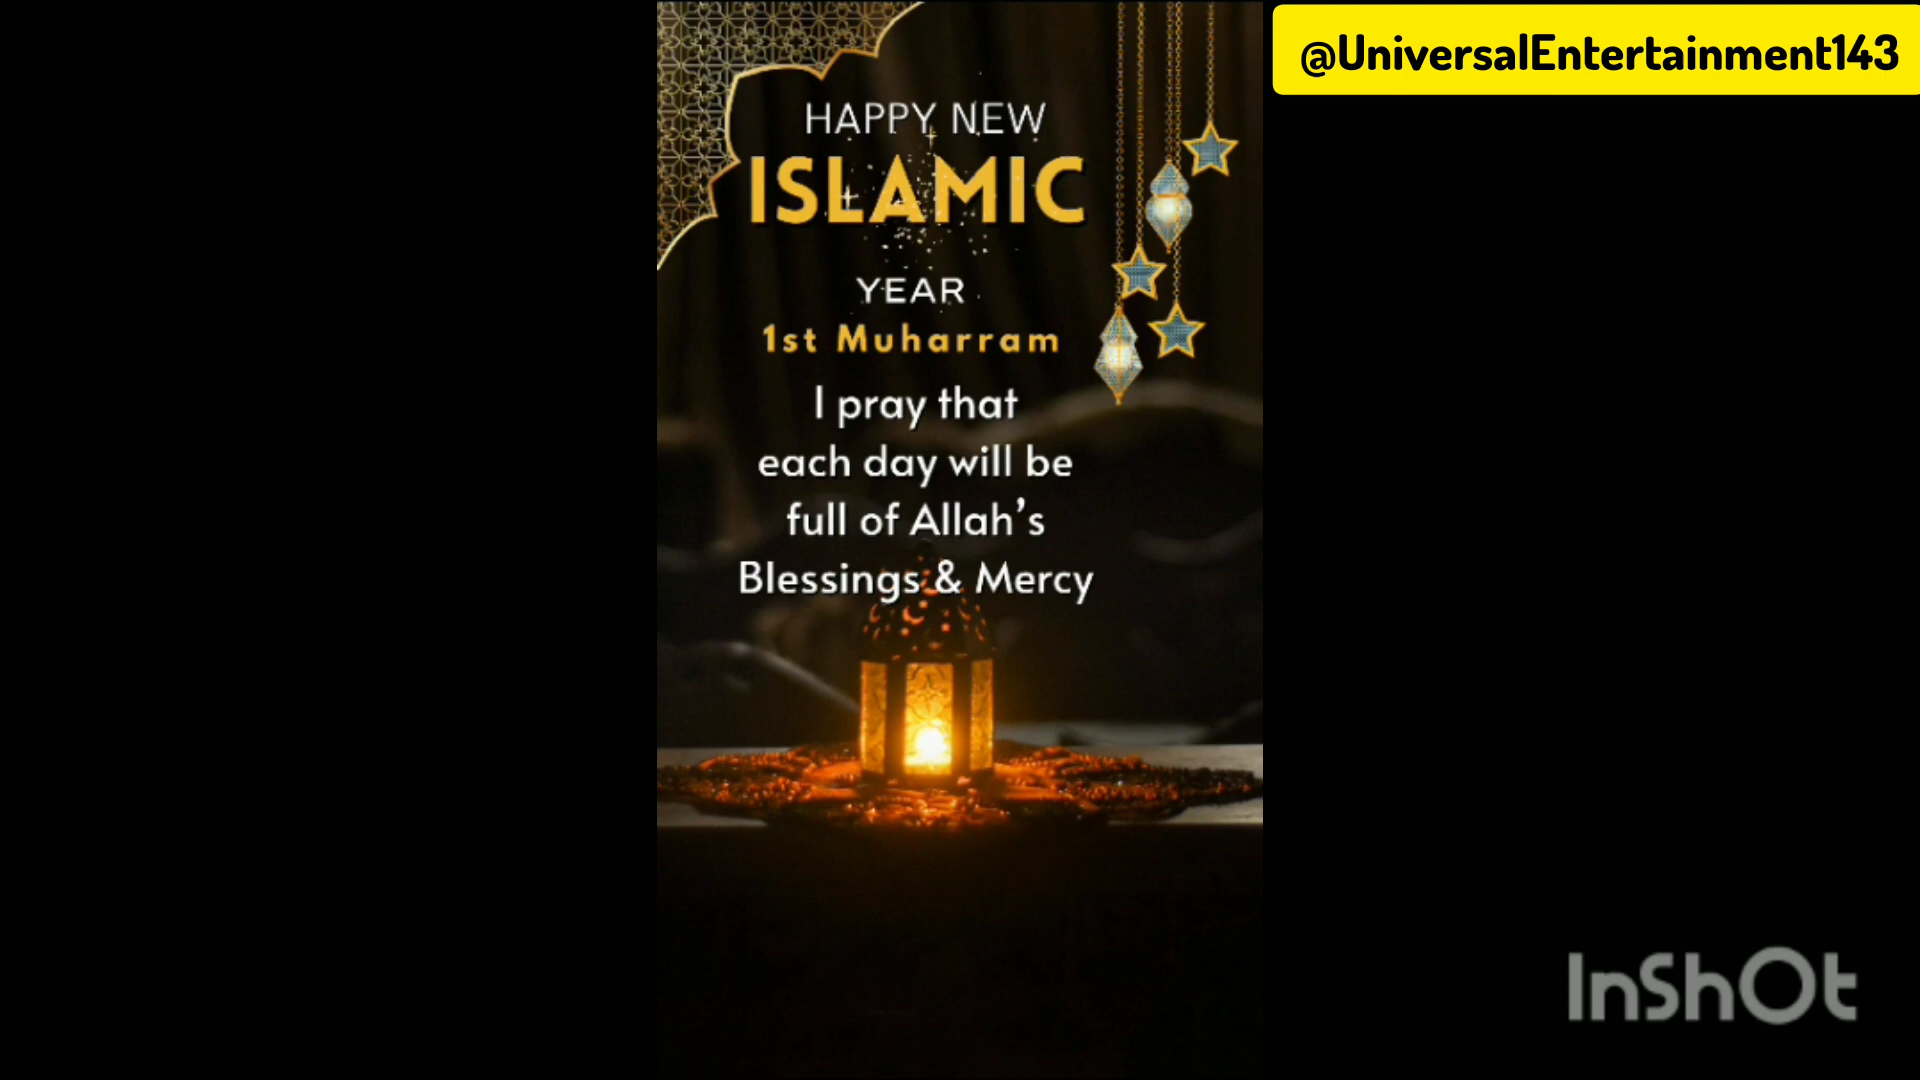 @UniversalEntertainment143
HAPPY NEW
ISLAMIC
YEAR
1st Muharram
I pray that
each day will be
full of Allah’s
Blessings & Mercy
InShOt